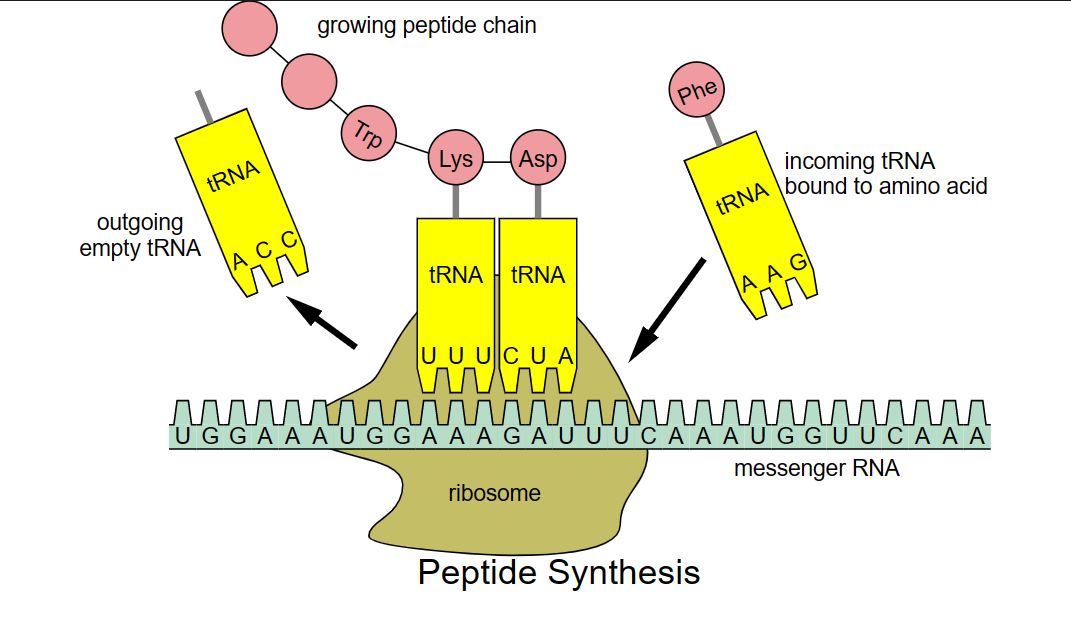 growing peptide chain
Trp
Lys
Asp
Phe
incoming tRNA
bound to amino acid
tRNA
A A G
tRNA
A C C
outgoing
empty tRNA
tRNA
tRNA
U U U C U A
U G G A A A U G G A A A G A U U U C A A A U G G U U C A A A
messenger RNA
ribosome
Peptide Synthesis